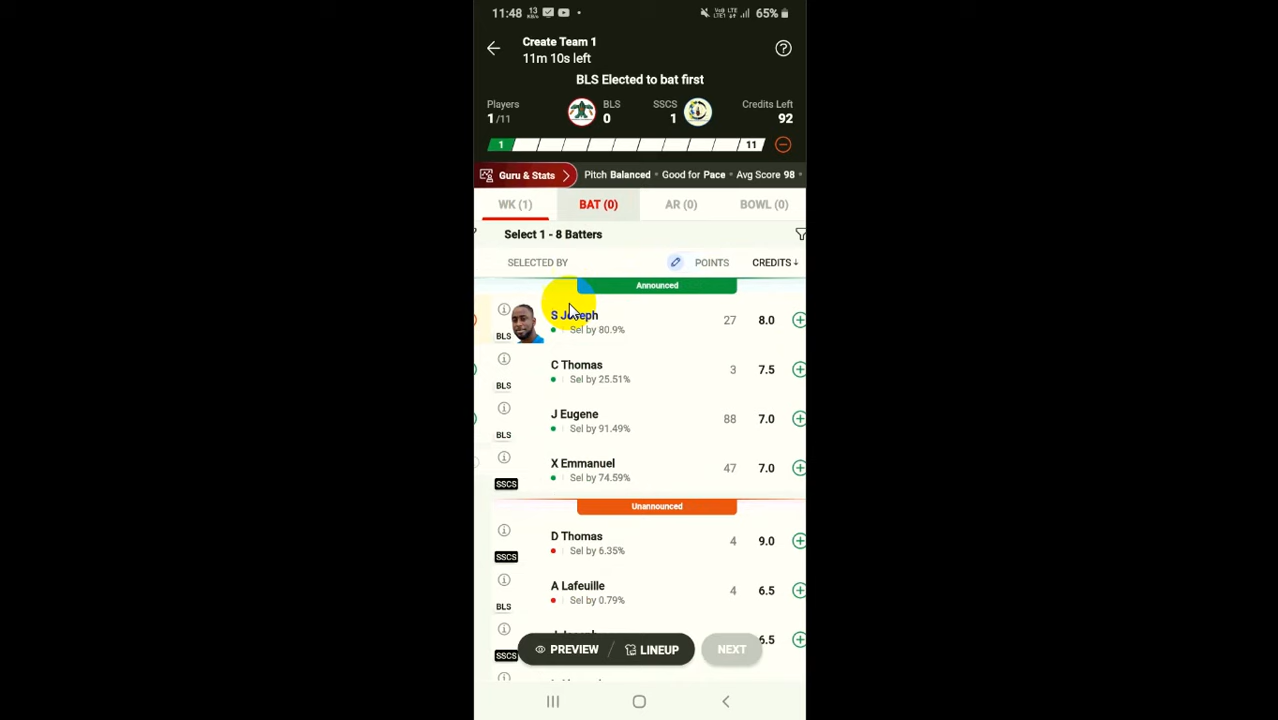 11:48 13 KB/s VoLTE LTE1 65%
Create Team 1
11m 10s left
BLS Elected to bat first
Players BLS SSCS Credits Left
1/11 0 1 92
1 11
Guru & Stats Pitch Balanced • Good for Pace • Avg Score 98 •
WK (1) BAT (0) AR (0) BOWL (0)
Select 1 - 8 Batters
SELECTED BY POINTS CREDITS↓
Announced
S Joseph 27 8.0
BLS Sel by 80.9%
C Thomas 3 7.5
BLS Sel by 25.51%
J Eugene 88 7.0
BLS Sel by 91.49%
X Emmanuel 47 7.0
SSCS Sel by 74.59%
Unannounced
D Thomas 4 9.0
SSCS Sel by 6.35%
A Lafeuille 4 6.5
BLS Sel by 0.79%
6.5
SSCS PREVIEW / LINEUP NEXT